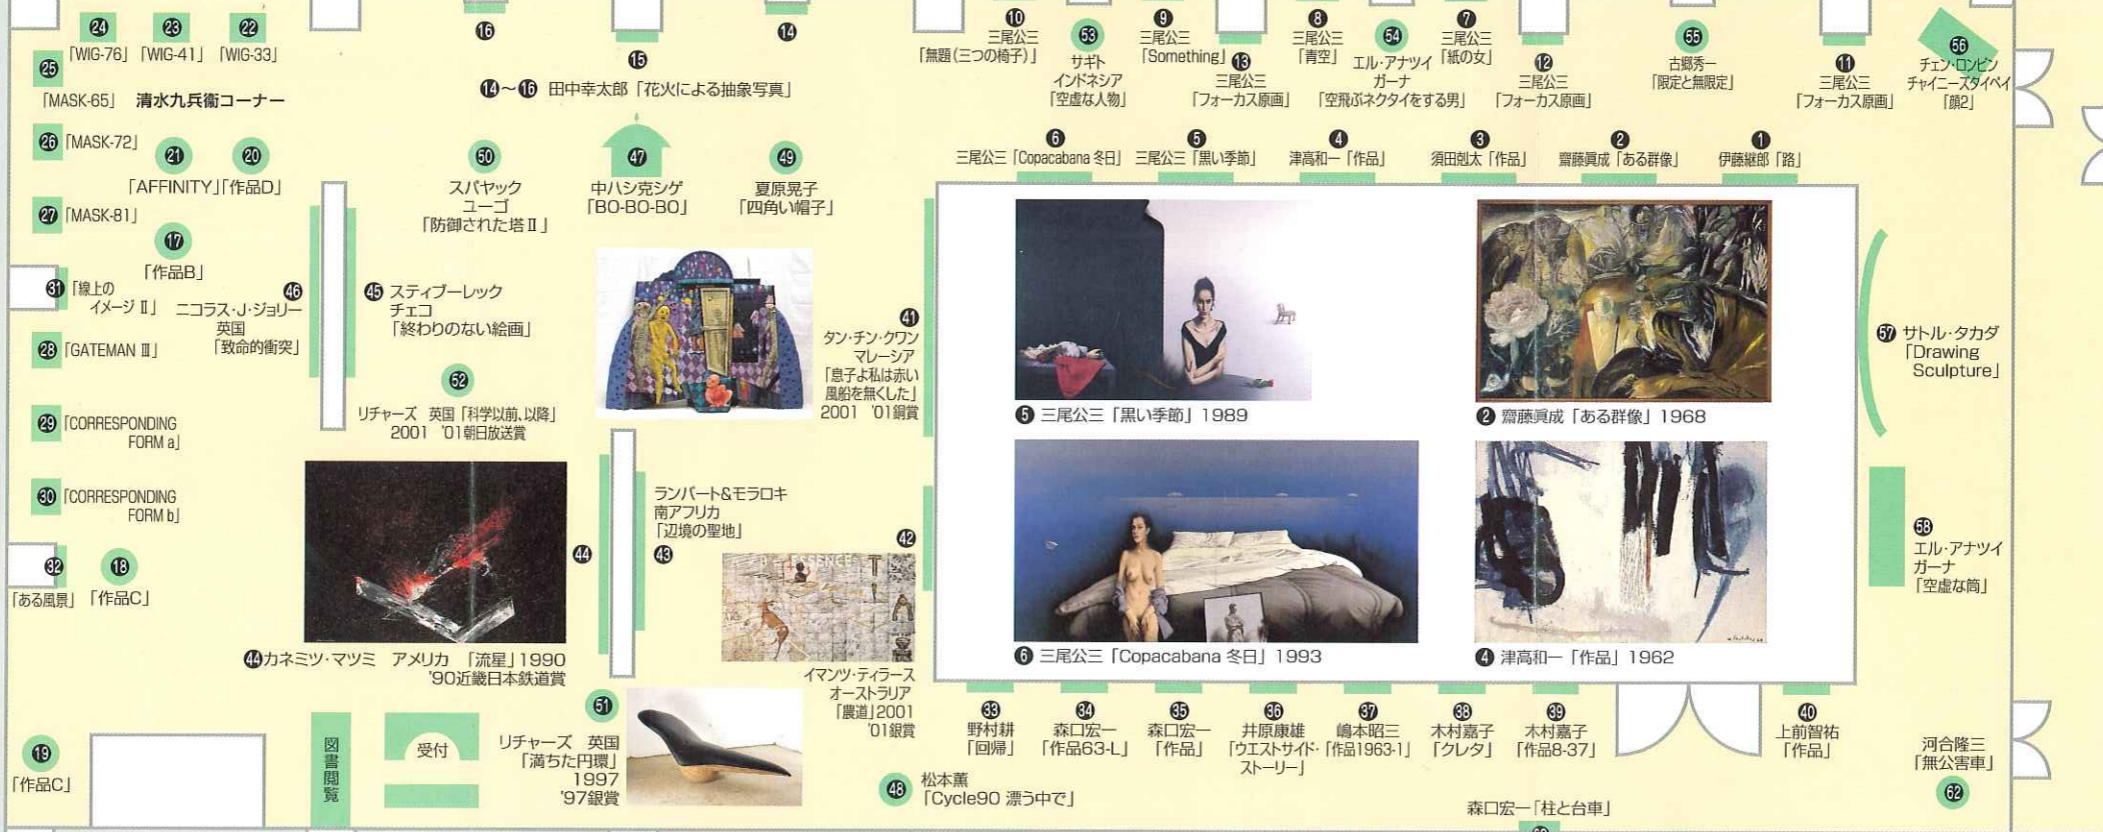 ㉔
「WIG-76」
㉓
「WIG-41」
㉒
「WIG-33」
㉕
「MASK-65」
清水九兵衞コーナー
㉖「MASK-72」
㉑
「AFFINITY」
⑳
「作品D」
㉗「MASK-81」
⑰
「作品B」
㉛「線上の
イメージ Ⅱ」
㉘「GATEMAN Ⅲ」
㉙「CORRESPONDING
FORM a」
㉚「CORRESPONDING
FORM b」
㉜
「ある風景」
⑱
「作品C」
⑲
「作品C」
⑯
⑮
⑭
⑭〜⑯ 田中幸太郎「花火による抽象写真」
㊿
スパヤック
ユーゴ
「防御された塔Ⅱ」
㊼
中ハシ克シゲ
「BO-BO-BO」
㊾
夏原晃子
「四角い帽子」
㊻
ニコラス・J・ジョリー
英国
「致命的衝突」
㊺ スティブーレック
チェコ
「終わりのない絵画」
52
リチャーズ 英国「科学以前、以降」
2001 '01朝日放送賞
㊶
タン・チン・クワン
マレーシア
「息子よ私は赤い
風船を無くした」
2001 '01銅賞
ランバート&モラロキ
南アフリカ
「辺境の聖地」
㊸
㊹
㊹カネミツ・マツミ アメリカ 「流星」1990
'90近畿日本鉄道賞
㊷
ESSENCE
イマンツ・ティラース
オーストラリア
「農道」2001
'01銀賞
51
リチャーズ 英国
「満ちた円環」
1997
'97銀賞
図書閲覧
受付
㊽ 松本薫
「Cycle90 漂う中で」
⑩
三尾公三
「無題(三つの椅子)」
53
サギト
インドネシア
「空虚な人物」
⑨
三尾公三
「Something」
⑬
三尾公三
「フォーカス原画」
⑧
三尾公三
「青空」
54
エル・アナツイ
ガーナ
「空飛ぶネクタイをする男」
⑦
三尾公三
「紙の女」
⑫
三尾公三
「フォーカス原画」
55
古郷秀一
「限定と無限定」
⑪
三尾公三
「フォーカス原画」
56
チェン・ロンビン
チャイニーズタイペイ
「顔2」
⑥
三尾公三「Copacabana 冬日」
⑤
三尾公三「黒い季節」
④
津高和一「作品」
③
須田剋太「作品」
②
齋藤眞成「ある群像」
①
伊藤継郎「路」
⑤ 三尾公三「黒い季節」1989
② 齋藤眞成「ある群像」1968
⑥ 三尾公三「Copacabana 冬日」1993
④ 津高和一「作品」1962
57 サトル・タカダ
「Drawing
Sculpture」
58
エル・アナツイ
ガーナ
「空虚な筒」
㉝
野村耕
「回帰」
㉞
森口宏一
「作品63-L」
㉟
森口宏一
「作品」
㊱
井原康雄
「ウエストサイド・
ストーリー」
㊲
嶋本昭三
「作品1963-1」
㊳
木村嘉子
「クレタ」
㊴
木村嘉子
「作品8-37」
㊵
上前智祐
「作品」
河合隆三
「無公害車」
62
森口宏一「柱と台車」